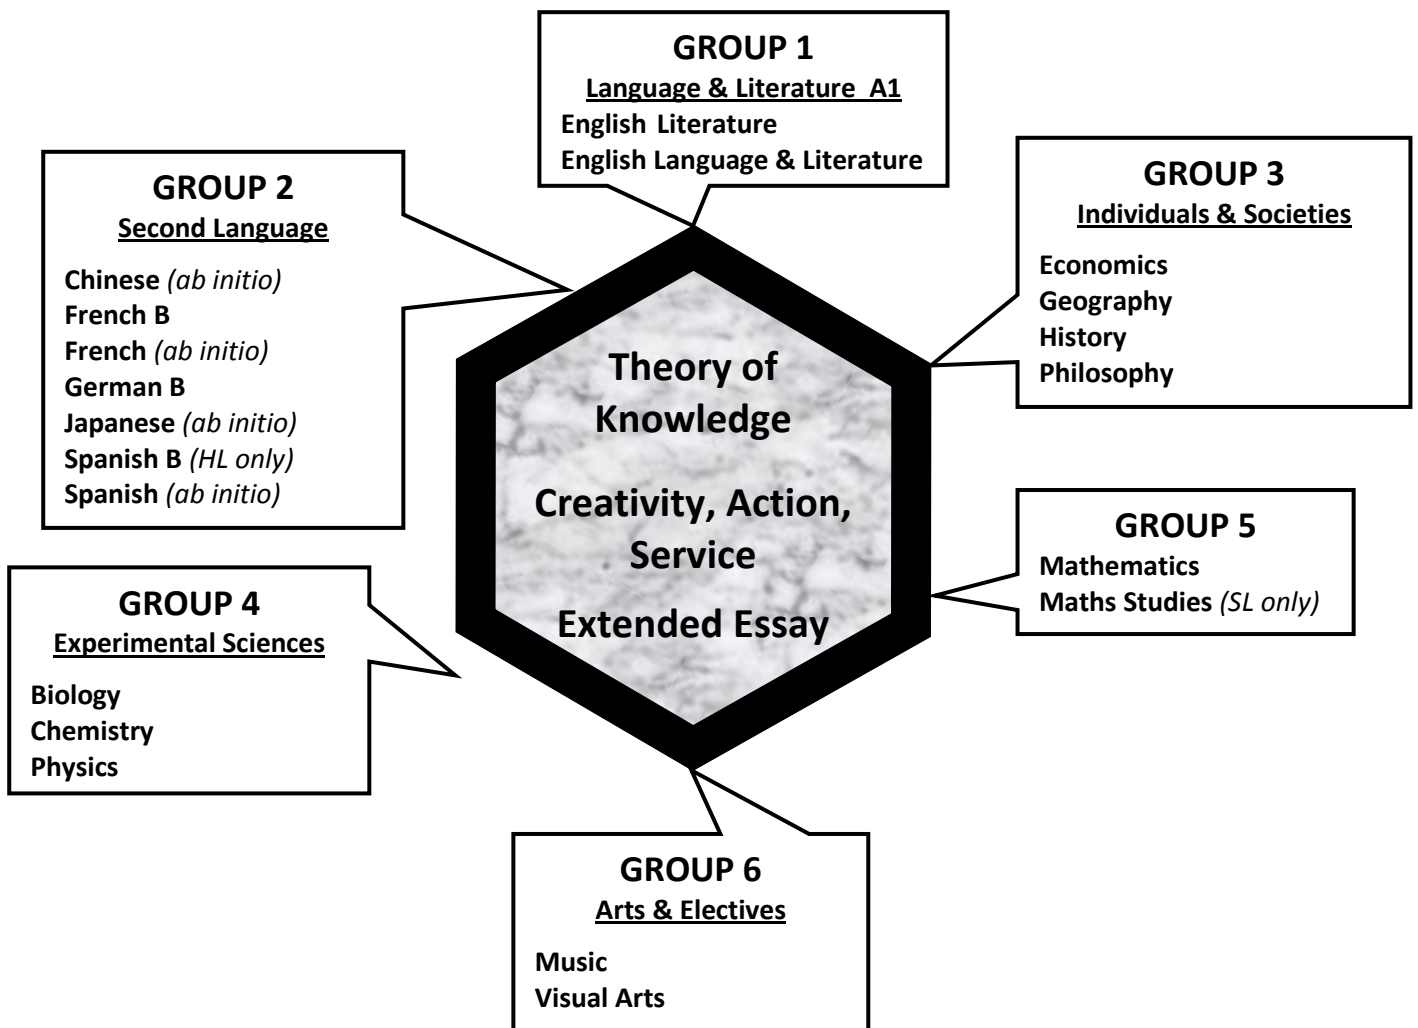 GROUP 1
Language & Literature A1
English Literature
English Language & Literature
GROUP 2
Second Language
Chinese (ab initio)
French B
French (ab initio)
German B
Japanese (ab initio)
Spanish B (HL only)
Spanish (ab initio)
GROUP 3
Individuals & Societies
Economics
Geography
History
Philosophy
Theory of
Knowledge
Creativity, Action,
Service
Extended Essay
GROUP 4
Experimental Sciences
Biology
Chemistry
Physics
GROUP 5
Mathematics
Maths Studies (SL only)
GROUP 6
Arts & Electives
Music
Visual Arts